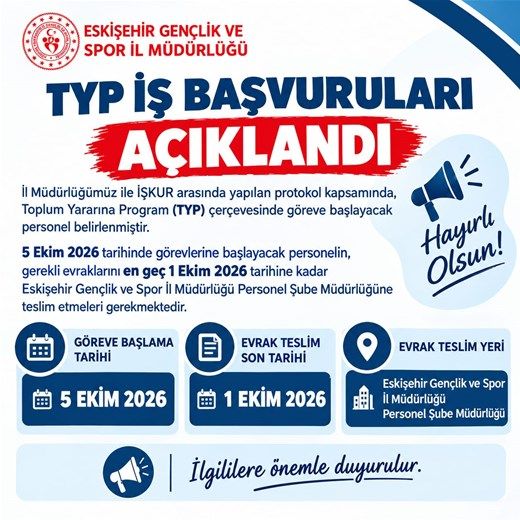 ESKİŞEHİR GENÇLİK VE
SPOR İL MÜDÜRLÜĞÜ
TYP İŞ BAŞVURULARI
AÇIKLANDI
İl Müdürlüğümüz ile İŞKUR arasında yapılan protokol kapsamında,
Toplum Yararına Program (TYP) çerçevesinde göreve başlayacak
personel belirlenmiştir.
Hayırlı
Olsun!
5 Ekim 2026 tarihinde görevlerine başlayacak personelin,
gerekli evraklarını en geç 1 Ekim 2026 tarihine kadar
Eskişehir Gençlik ve Spor İl Müdürlüğü Personel Şube Müdürlüğüne
teslim etmeleri gerekmektedir.
GÖREVE BAŞLAMA
TARİHİ
5 EKİM 2026
EVRAK TESLİM
SON TARİHİ
1 EKİM 2026
EVRAK TESLİM YERİ
Eskişehir Gençlik ve Spor
İl Müdürlüğü
Personel Şube Müdürlüğü
İlgililere önemle duyurulur.